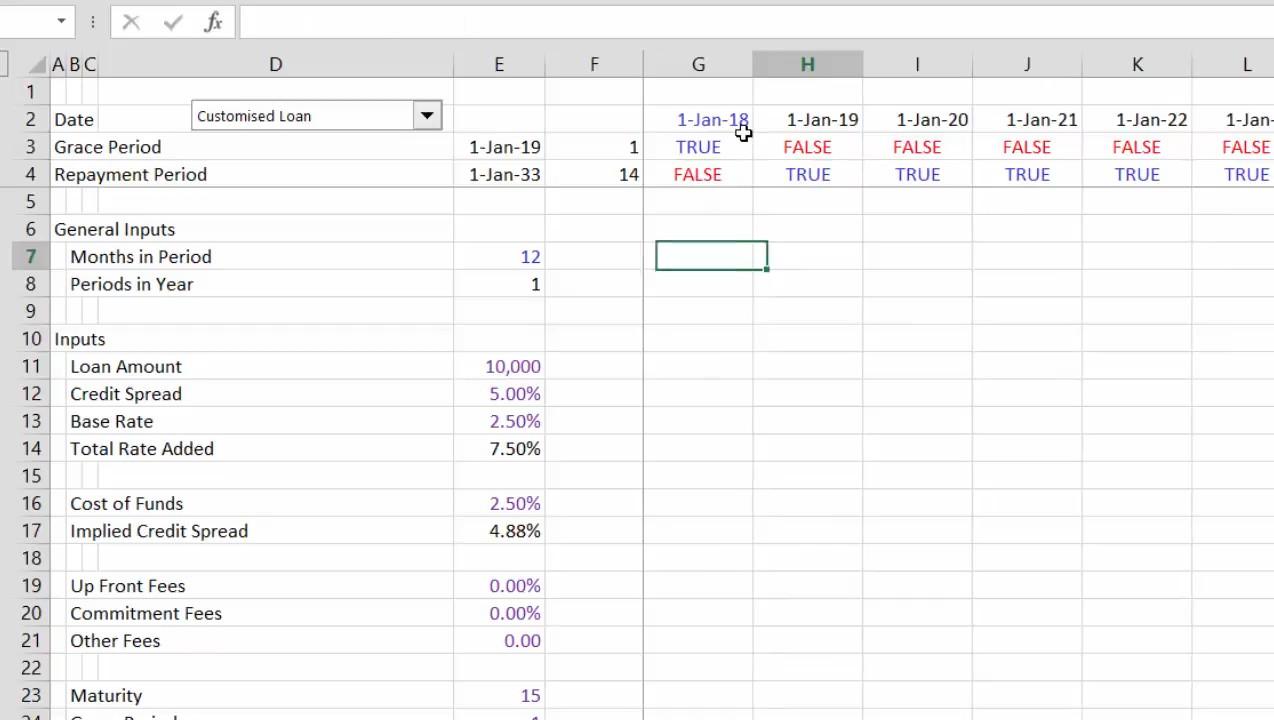 fx
A B C D E F G H I J K L
1
2 Date Customised Loan 1-Jan-18 1-Jan-19 1-Jan-20 1-Jan-21 1-Jan-22 1-Jan-
3 Grace Period 1-Jan-19 1 TRUE FALSE FALSE FALSE FALSE FALSE
4 Repayment Period 1-Jan-33 14 FALSE TRUE TRUE TRUE TRUE TRUE
5
6 General Inputs
7 Months in Period 12
8 Periods in Year 1
9
10 Inputs
11 Loan Amount 10,000
12 Credit Spread 5.00%
13 Base Rate 2.50%
14 Total Rate Added 7.50%
15
16 Cost of Funds 2.50%
17 Implied Credit Spread 4.88%
18
19 Up Front Fees 0.00%
20 Commitment Fees 0.00%
21 Other Fees 0.00
22
23 Maturity 15